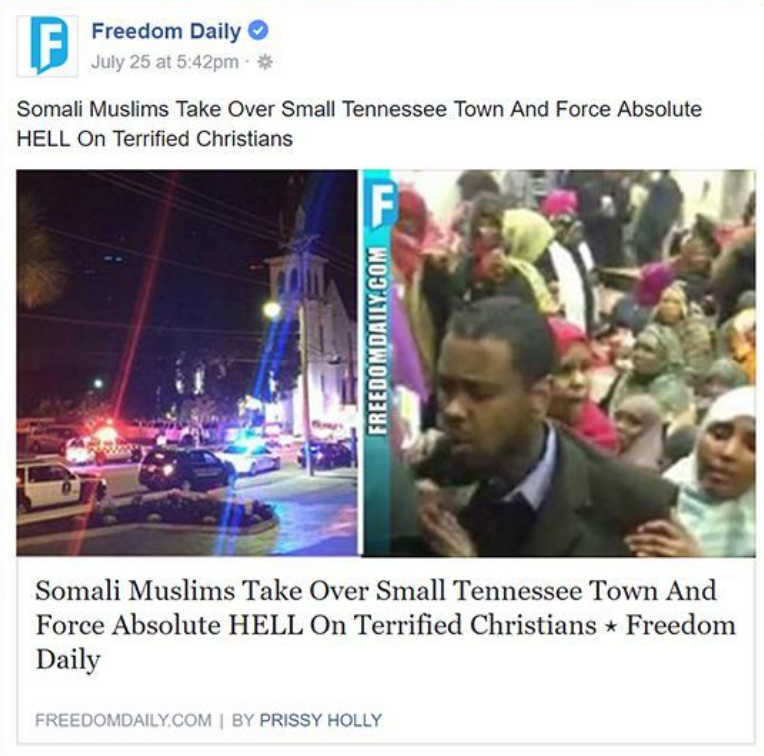 Freedom Daily
July 25 at 5:42pm ·
Somali Muslims Take Over Small Tennessee Town And Force Absolute
HELL On Terrified Christians
F
FREEDOMDAILY.COM
Somali Muslims Take Over Small Tennessee Town And
Force Absolute HELL On Terrified Christians ★ Freedom
Daily
FREEDOMDAILY.COM | BY PRISSY HOLLY